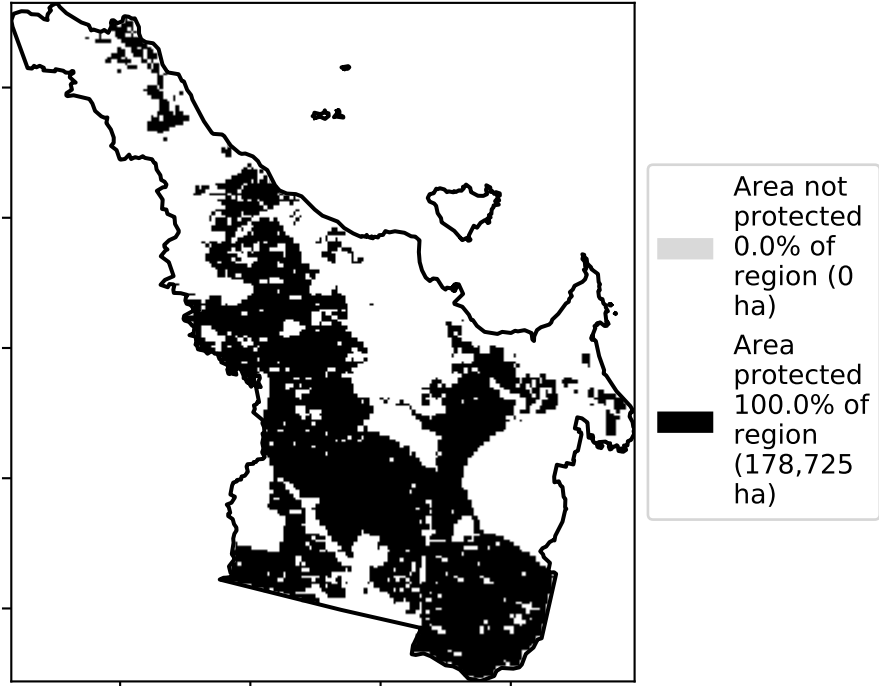 Area not
protected
0.0% of
region (0
ha)
Area
protected
100.0% of
region
(178,725
ha)